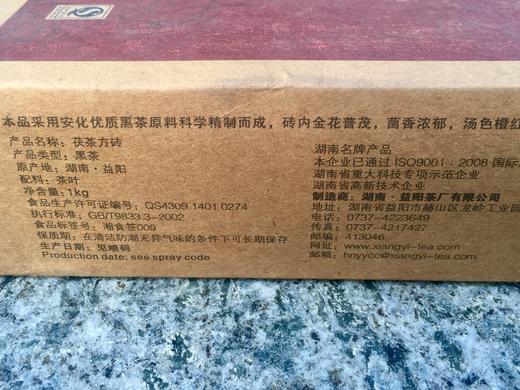 本品采用安化优质黑茶原料科学精制而成，砖内金花普茂，菌香浓郁，汤色橙红
产品名称：茯茶方砖
产品类型：黑茶
原产地：湖南·益阳
配料：茶叶
净含量：1kg
食品生产许可证编号：QS4309 1401 0274
执行标准：GB/T9833.3-2002
食品标签号：湘食签009
保质期：在清洁防潮无异气味的条件下可长期保存
生产日期：见喷码
Production date: see spray code
湖南名牌产品
本企业已通过 ISO9001：2008 国际
湖南省重大科技专项示范企业
湖南省高新技术企业
制造商：湖南·益阳茶厂有限公司
地址：湖南省益阳市赫山区龙岭工业园
电话：0737-4223649
传真：0737-4217427
邮编：413046
网址：www.xiangyi-tea.com
邮箱：hnyycc@xiangyi-tea.com